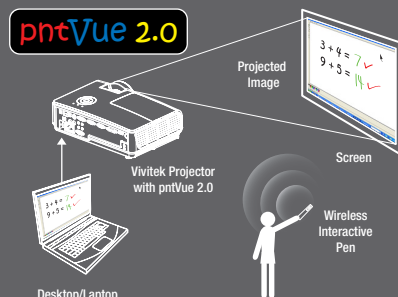 pntVue 2.0
Projected
Image
3 + 4 = 7 ✓
9 + 5 = 14 ✓
Screen
Vivitek Projector
with pntVue 2.0
3 + 4 = 7 ✓
9 + 5 = 14 ✓
Wireless
Interactive
Pen
Desktop/Laptop